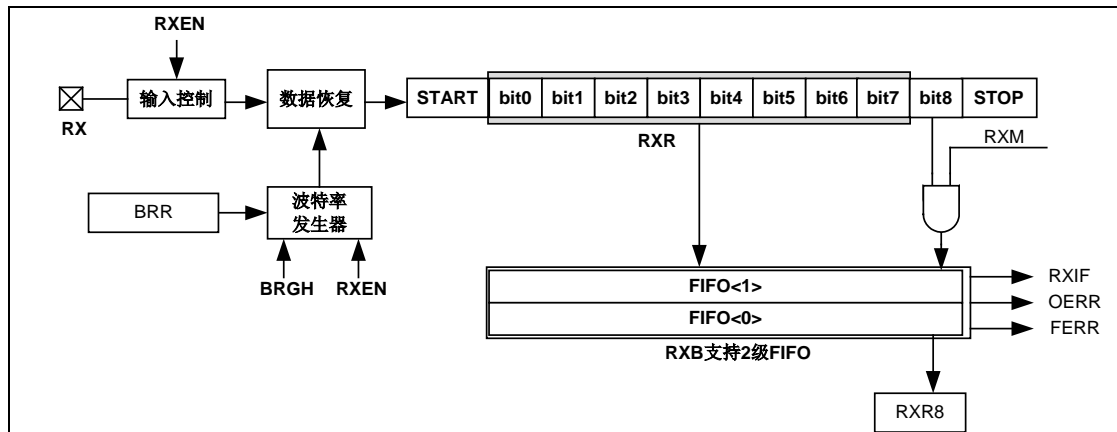 RXEN
RX
输入控制
数据恢复
START bit0 bit1 bit2 bit3 bit4 bit5 bit6 bit7 bit8 STOP
RXR
RXM
BRR
波特率
发生器
BRGH
RXEN
FIFO<1>
FIFO<0>
RXB支持2级FIFO
RXIF
OERR
FERR
RXR8